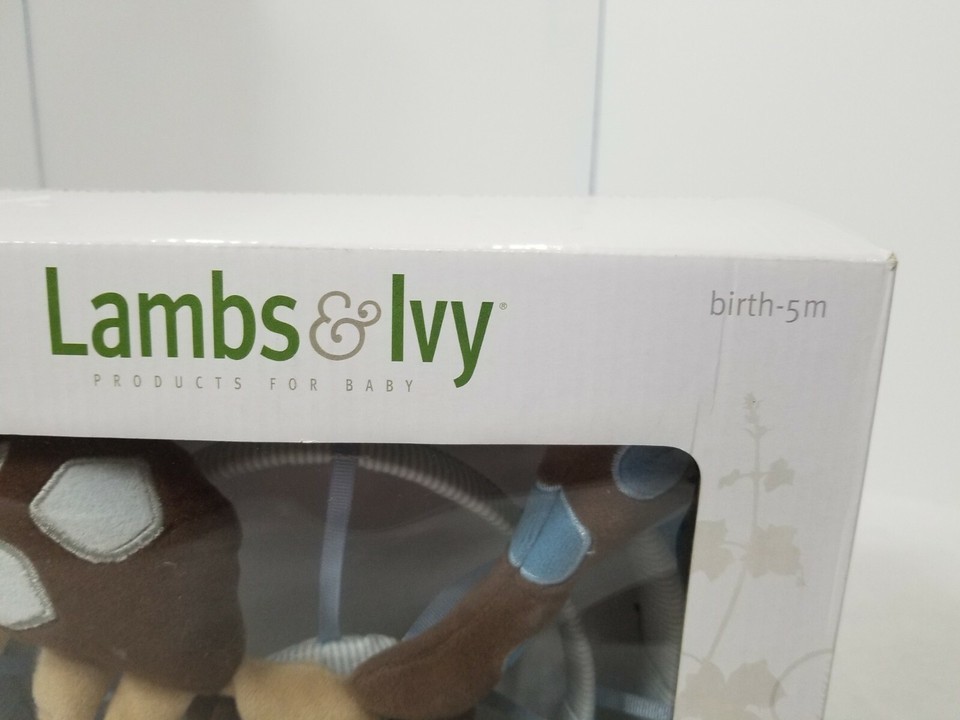 Lambs & Ivy®
PRODUCTS FOR BABY
birth-5m